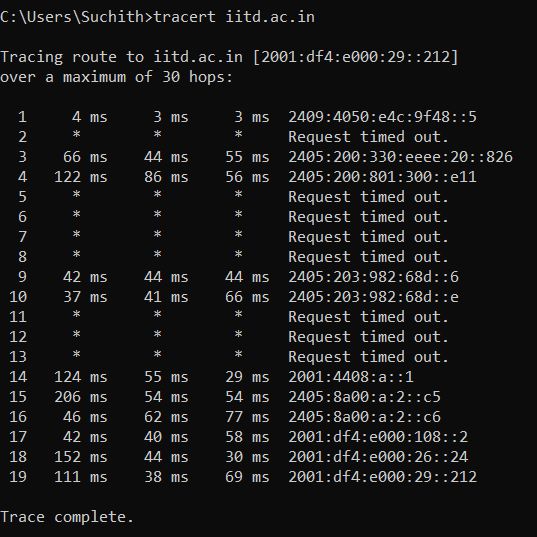 C:\Users\Suchith>tracert iitd.ac.in
Tracing route to iitd.ac.in [2001:df4:e000:29::212]
over a maximum of 30 hops:
1 4 ms 3 ms 3 ms 2409:4050:e4c:9f48::5
2 * * * Request timed out.
3 66 ms 44 ms 55 ms 2405:200:330:eeee:20::826
4 122 ms 86 ms 56 ms 2405:200:801:300::e11
5 * * * Request timed out.
6 * * * Request timed out.
7 * * * Request timed out.
8 * * * Request timed out.
9 42 ms 44 ms 44 ms 2405:203:982:68d::6
10 37 ms 41 ms 66 ms 2405:203:982:68d::e
11 * * * Request timed out.
12 * * * Request timed out.
13 * * * Request timed out.
14 124 ms 55 ms 29 ms 2001:4408:a::1
15 206 ms 54 ms 54 ms 2405:8a00:a:2::c5
16 46 ms 62 ms 77 ms 2405:8a00:a:2::c6
17 42 ms 40 ms 58 ms 2001:df4:e000:108::2
18 152 ms 44 ms 30 ms 2001:df4:e000:26::24
19 111 ms 38 ms 69 ms 2001:df4:e000:29::212
Trace complete.